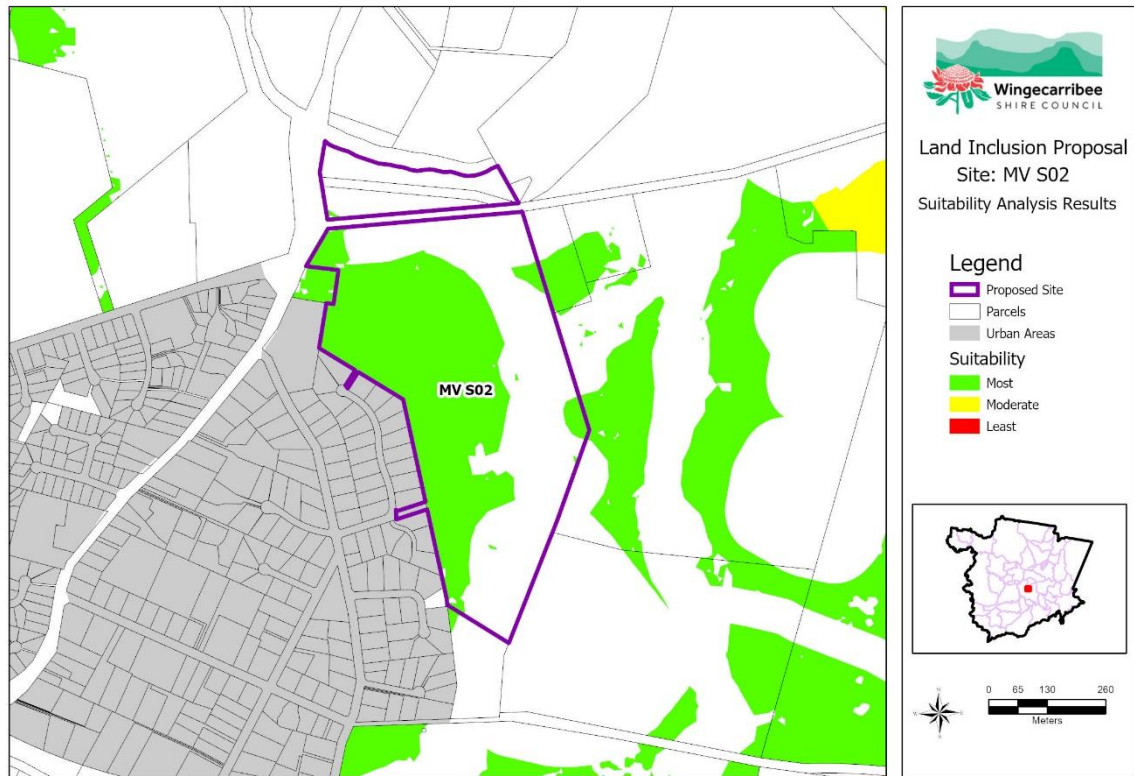 MV S02
Wingecarribee
SHIRE COUNCIL
Land Inclusion Proposal
Site: MV S02
Suitability Analysis Results
Legend
Proposed Site
Parcels
Urban Areas
Suitability
Most
Moderate
Least
N
W E
S
0 65 130 260
Meters